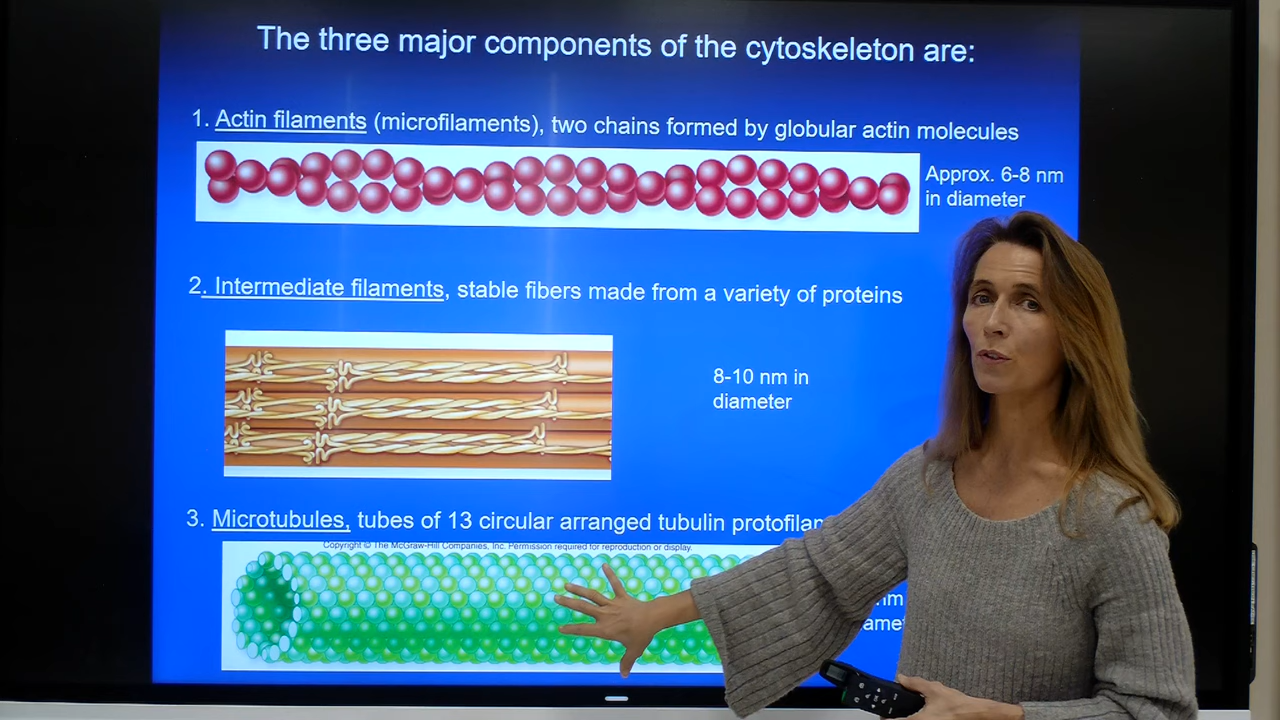 The three major components of the cytoskeleton are:
1. Actin filaments (microfilaments), two chains formed by globular actin molecules
Approx. 6-8 nm
in diameter
2. Intermediate filaments, stable fibers made from a variety of proteins
8-10 nm in
diameter
3. Microtubules, tubes of 13 circular arranged tubulin
Copyright © The McGraw-Hill Companies, Inc. Permission required for reproduction or display.
nm